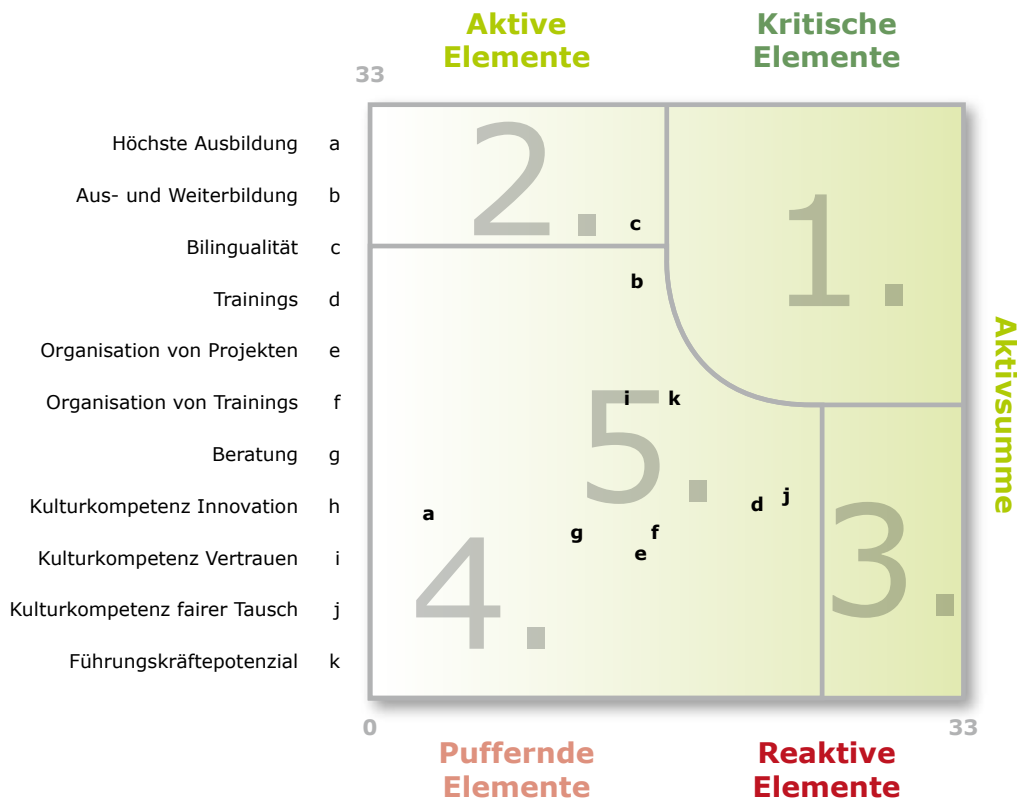 Aktive
Elemente
Kritische
Elemente
33
Höchste Ausbildung a
Aus- und Weiterbildung b
Bilingualität c
Trainings d
Organisation von Projekten e
Organisation von Trainings f
Beratung g
Kulturkompetenz Innovation h
Kulturkompetenz Vertrauen i
Kulturkompetenz fairer Tausch j
Führungskräftepotenzial k
2.
1.
c
b
5.
i k
d j
a
g f
e
4.
3.
Aktivsumme
0
33
Puffernde
Elemente
Reaktive
Elemente